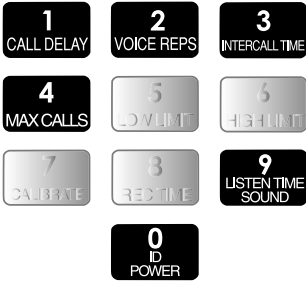 1 2 3
CALL DELAY VOICE REPS INTERCALL TIME
4 5 6
MAX CALLS LOW LIMIT HIGH LIMIT
7 8 9
CALIBRATE REC TIME LISTEN TIME
SOUND
0
ID
POWER